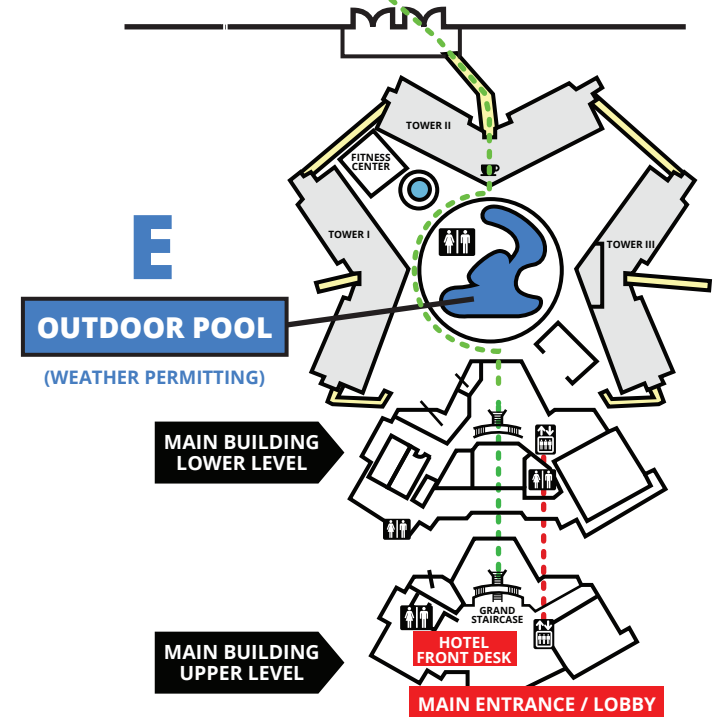 TOWER II
FITNESS
CENTER
TOWER I
TOWER III
E
OUTDOOR POOL
(WEATHER PERMITTING)
MAIN BUILDING
LOWER LEVEL
GRAND
STAIRCASE
HOTEL
FRONT DESK
MAIN BUILDING
UPPER LEVEL
MAIN ENTRANCE / LOBBY